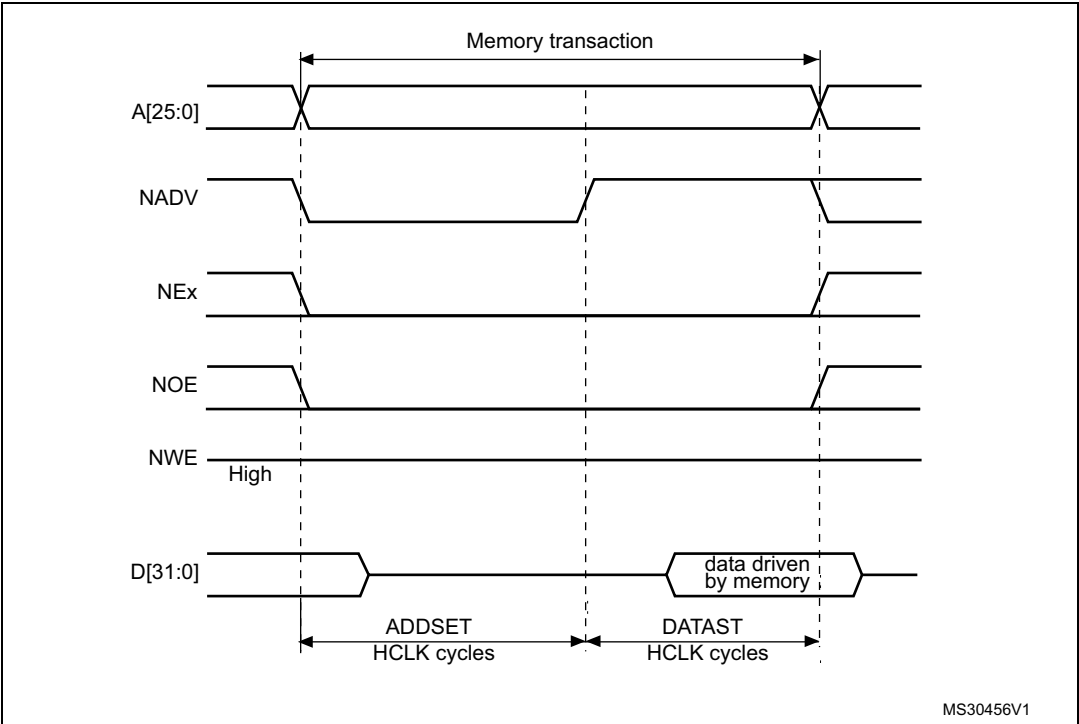 Memory transaction
A[25:0]
NADV
NEx
NOE
NWE
High
D[31:0]
data driven
by memory
ADDSET
HCLK cycles
DATAST
HCLK cycles
MS30456V1